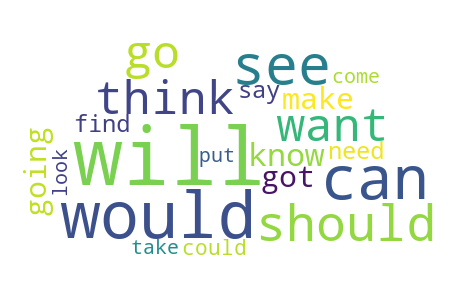 go see come
think say make
find want
will know need
look put got can
going would should
take could